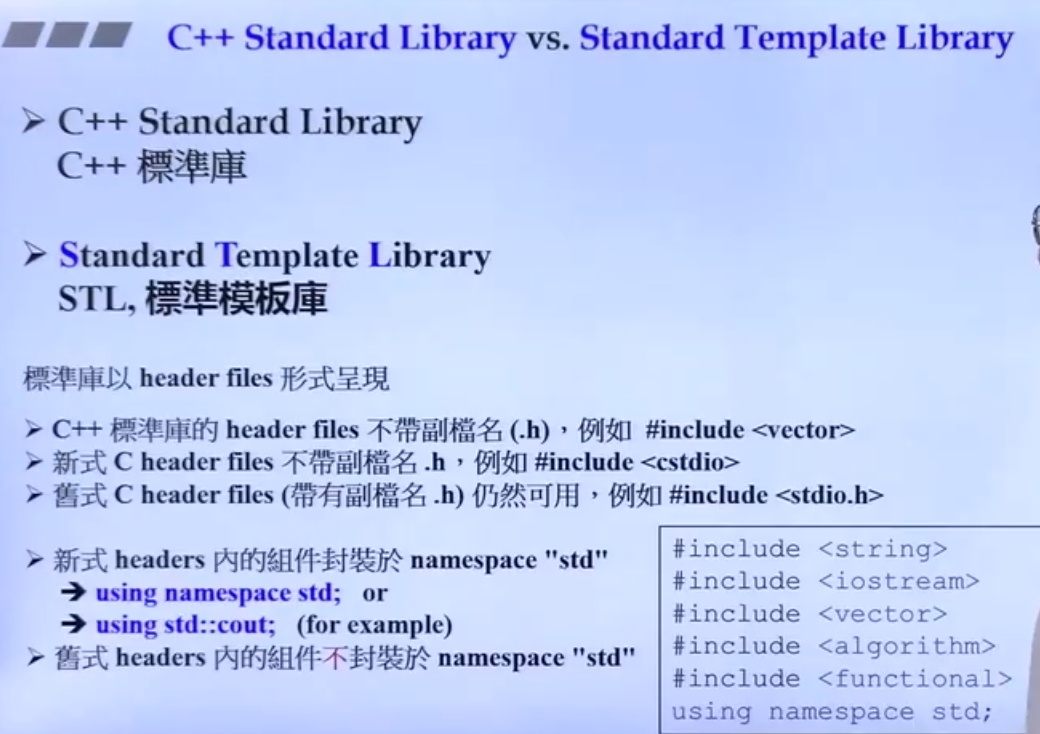 C++ Standard Library vs. Standard Template Library
➢ C++ Standard Library
C++ 標準庫
➢ Standard Template Library
STL, 標準模板庫
標準庫以 header files 形式呈現
➢ C++ 標準庫的 header files 不帶副檔名 (.h)，例如 #include <vector>
➢ 新式 C header files 不帶副檔名 .h，例如 #include <cstdio>
➢ 舊式 C header files (帶有副檔名 .h) 仍然可用，例如 #include <stdio.h>
➢ 新式 headers 內的組件封裝於 namespace "std"
➔ using namespace std; or
➔ using std::cout; (for example)
➢ 舊式 headers 內的組件不封裝於 namespace "std"
#include <string>
#include <iostream>
#include <vector>
#include <algorithm>
#include <functional>
using namespace std;